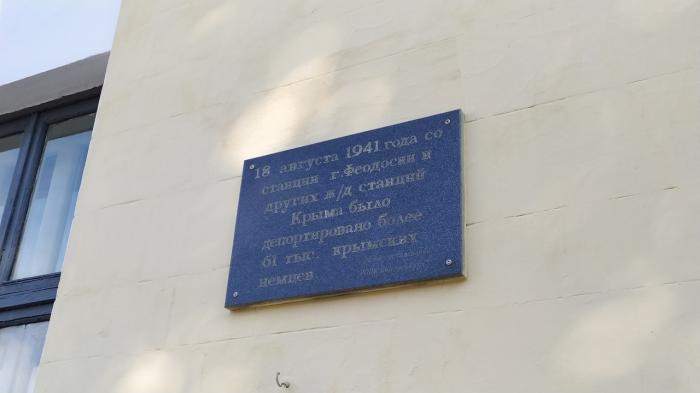 18 августа 1941 года со
станции г.Феодосии и
других ж/д станций
Крыма было
депортировано более
61 тыс. крымских
немцев